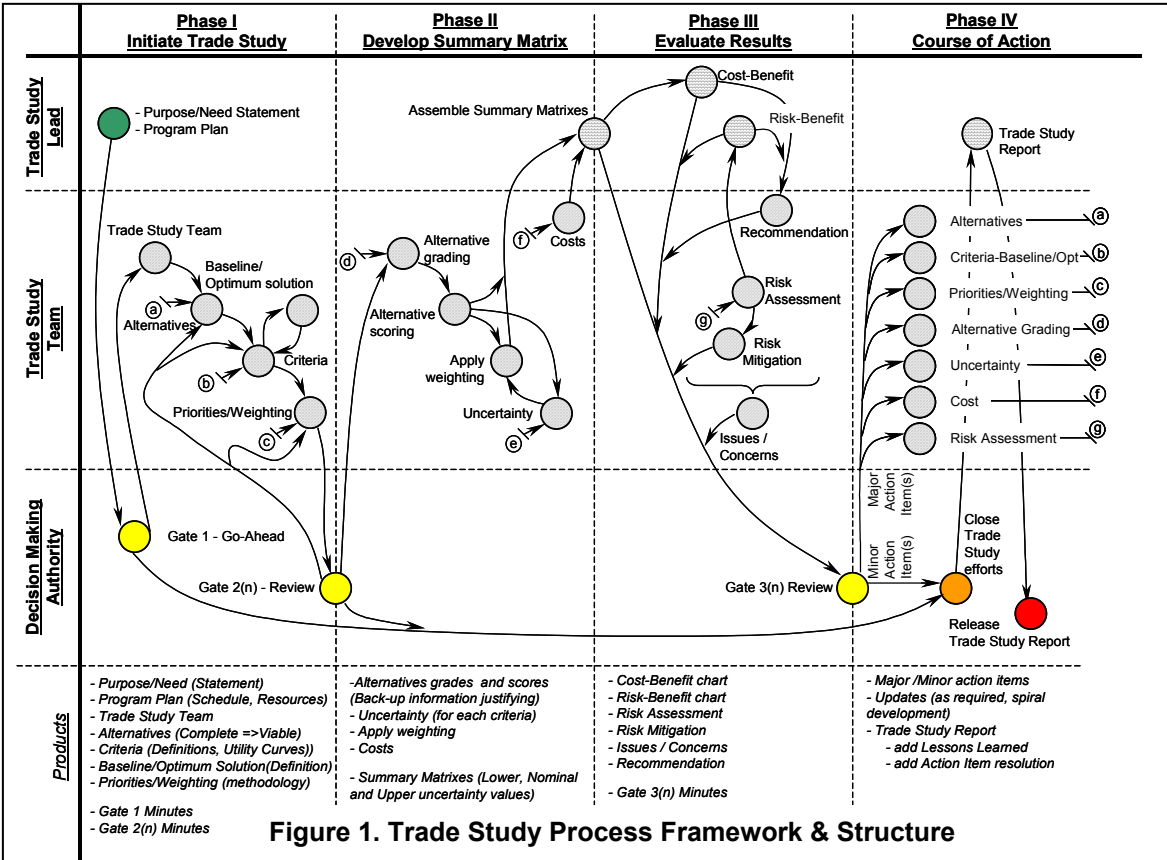 Phase I
Initiate Trade Study
Phase II
Develop Summary Matrix
Phase III
Evaluate Results
Phase IV
Course of Action
Trade Study
Lead
- Purpose/Need Statement
- Program Plan
Assemble Summary Matrixes
Cost-Benefit
Risk-Benefit
Trade Study
Report
Trade Study
Team
Trade Study Team
Baseline/
Optimum solution
a
Alternatives
b
Criteria
Priorities/Weighting
c
d
Alternative
grading
Alternative
scoring
f
Costs
Apply
weighting
Uncertainty
e
Recommendation
Risk
Assessment
g
Risk
Mitigation
Issues /
Concerns
Alternatives
a
Criteria-Baseline/Opt
b
Priorities/Weighting
c
Alternative Grading
d
Uncertainty
e
Cost
f
Risk Assessment
g
Decision Making
Authority
Gate 1 - Go-Ahead
Gate 2(n) - Review
Gate 3(n) Review
Major
Action
Item(s)
Minor
Action
Item(s)
Close
Trade
Study
efforts
Release
Trade Study Report
Products
- Purpose/Need (Statement)
- Program Plan (Schedule, Resources)
- Trade Study Team
- Alternatives (Complete =>Viable)
- Criteria (Definitions, Utility Curves))
- Baseline/Optimum Solution(Definition)
- Priorities/Weighting (methodology)
- Gate 1 Minutes
- Gate 2(n) Minutes
-Alternatives grades and scores
(Back-up information justifying)
- Uncertainty (for each criteria)
- Apply weighting
- Costs
- Summary Matrixes (Lower, Nominal
and Upper uncertainty values)
- Cost-Benefit chart
- Risk-Benefit chart
- Risk Assessment
- Risk Mitigation
- Issues / Concerns
- Recommendation
- Gate 3(n) Minutes
- Major /Minor action items
- Updates (as required, spiral
development)
- Trade Study Report
- add Lessons Learned
- add Action Item resolution
Figure 1. Trade Study Process Framework & Structure